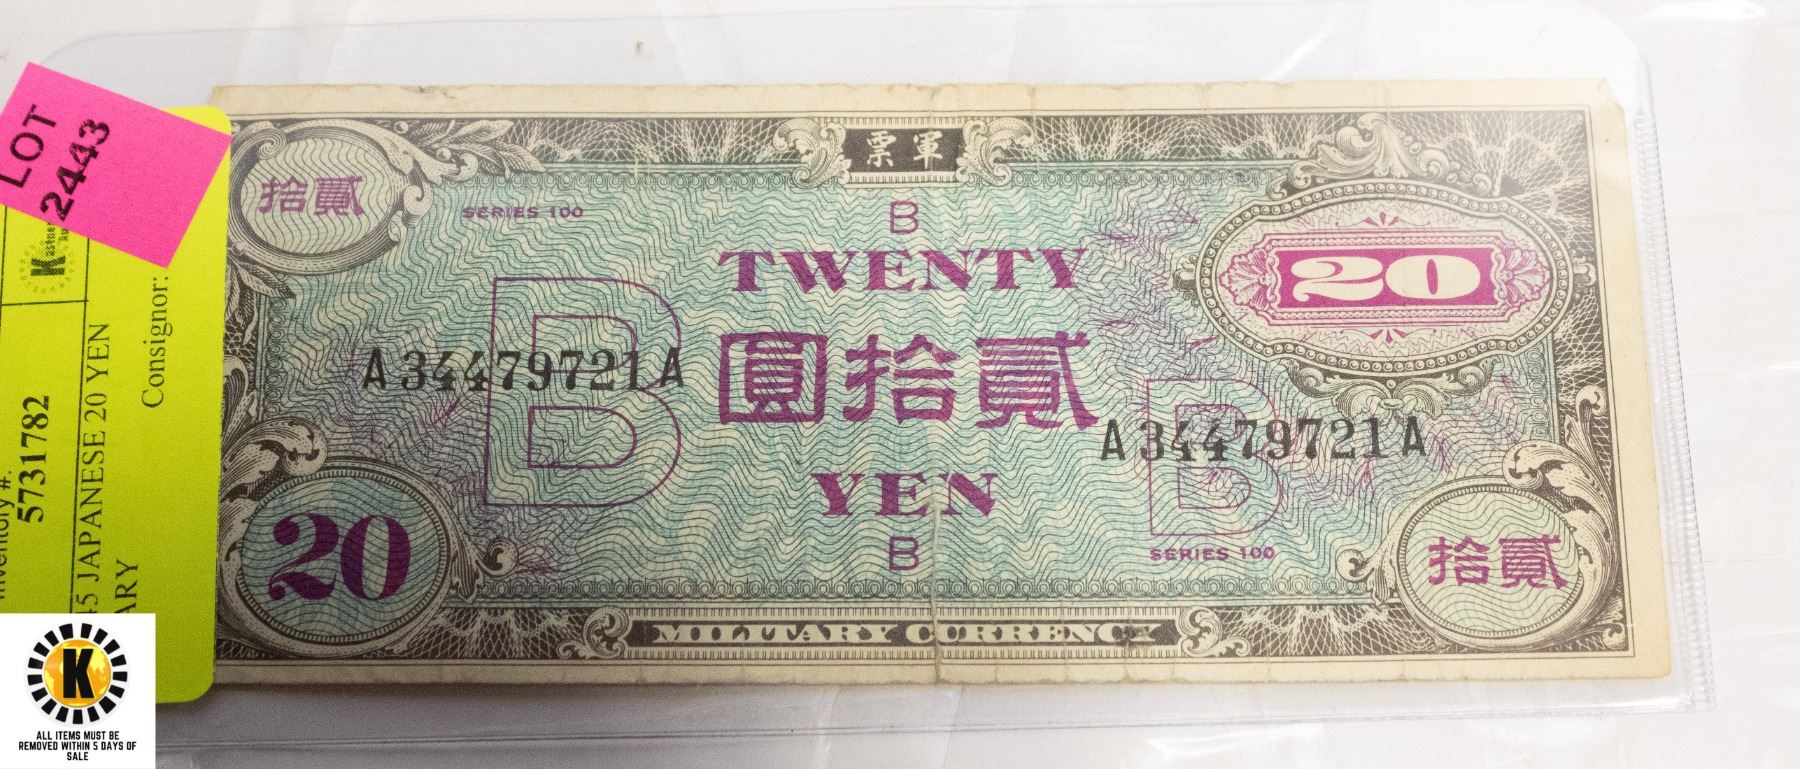 LOT
2443
K
Inventory #:
5731782
45 JAPANESE 20 YEN
ARY
Consignor:
K
ALL ITEMS MUST BE
REMOVED WITHIN 5 DAYS OF
SALE
票軍
拾貳
SERIES 100
B
TWENTY
20
B
A34479721A
圓拾貳
B
A34479721A
YEN
B
SERIES 100
20
拾貳
MILITARY CURRENCY